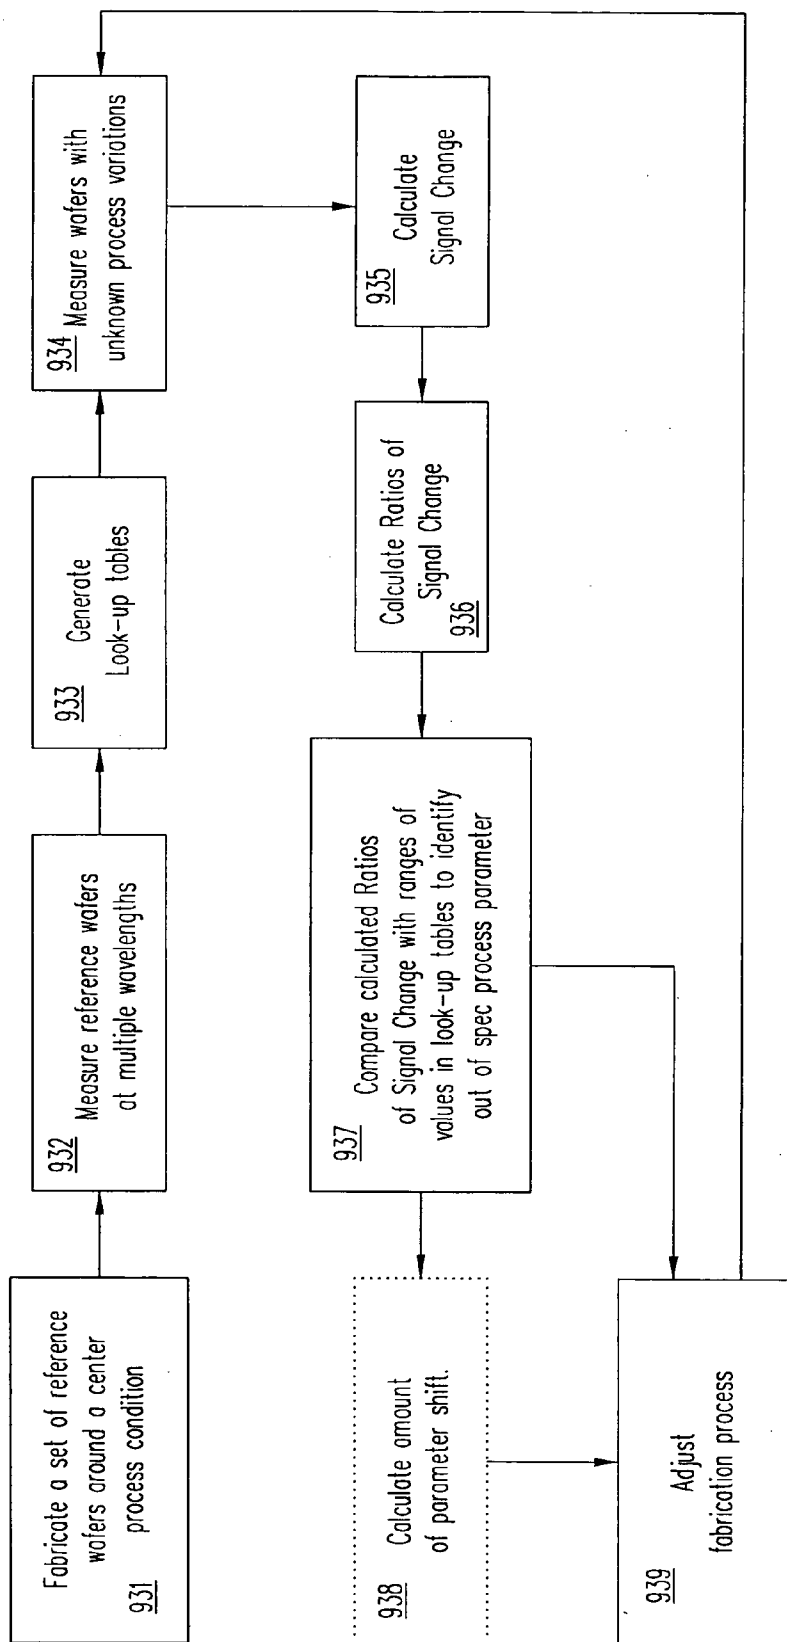 Fabricate a set of reference
wafers around a center
process condition
931
932
Measure reference wafers
at multiple wavelengths
933
Generate
Look-up tables
934
Measure wafers with
unknown process variations
935
Calculate
Signal Change
Calculate Ratios of
Signal Change
936
937
Compare calculated Ratios
of Signal Change with ranges of
values in look-up tables to identify
out of spec process parameter
938
Calculate amount
of parameter shift.
939
Adjust
fabrication process